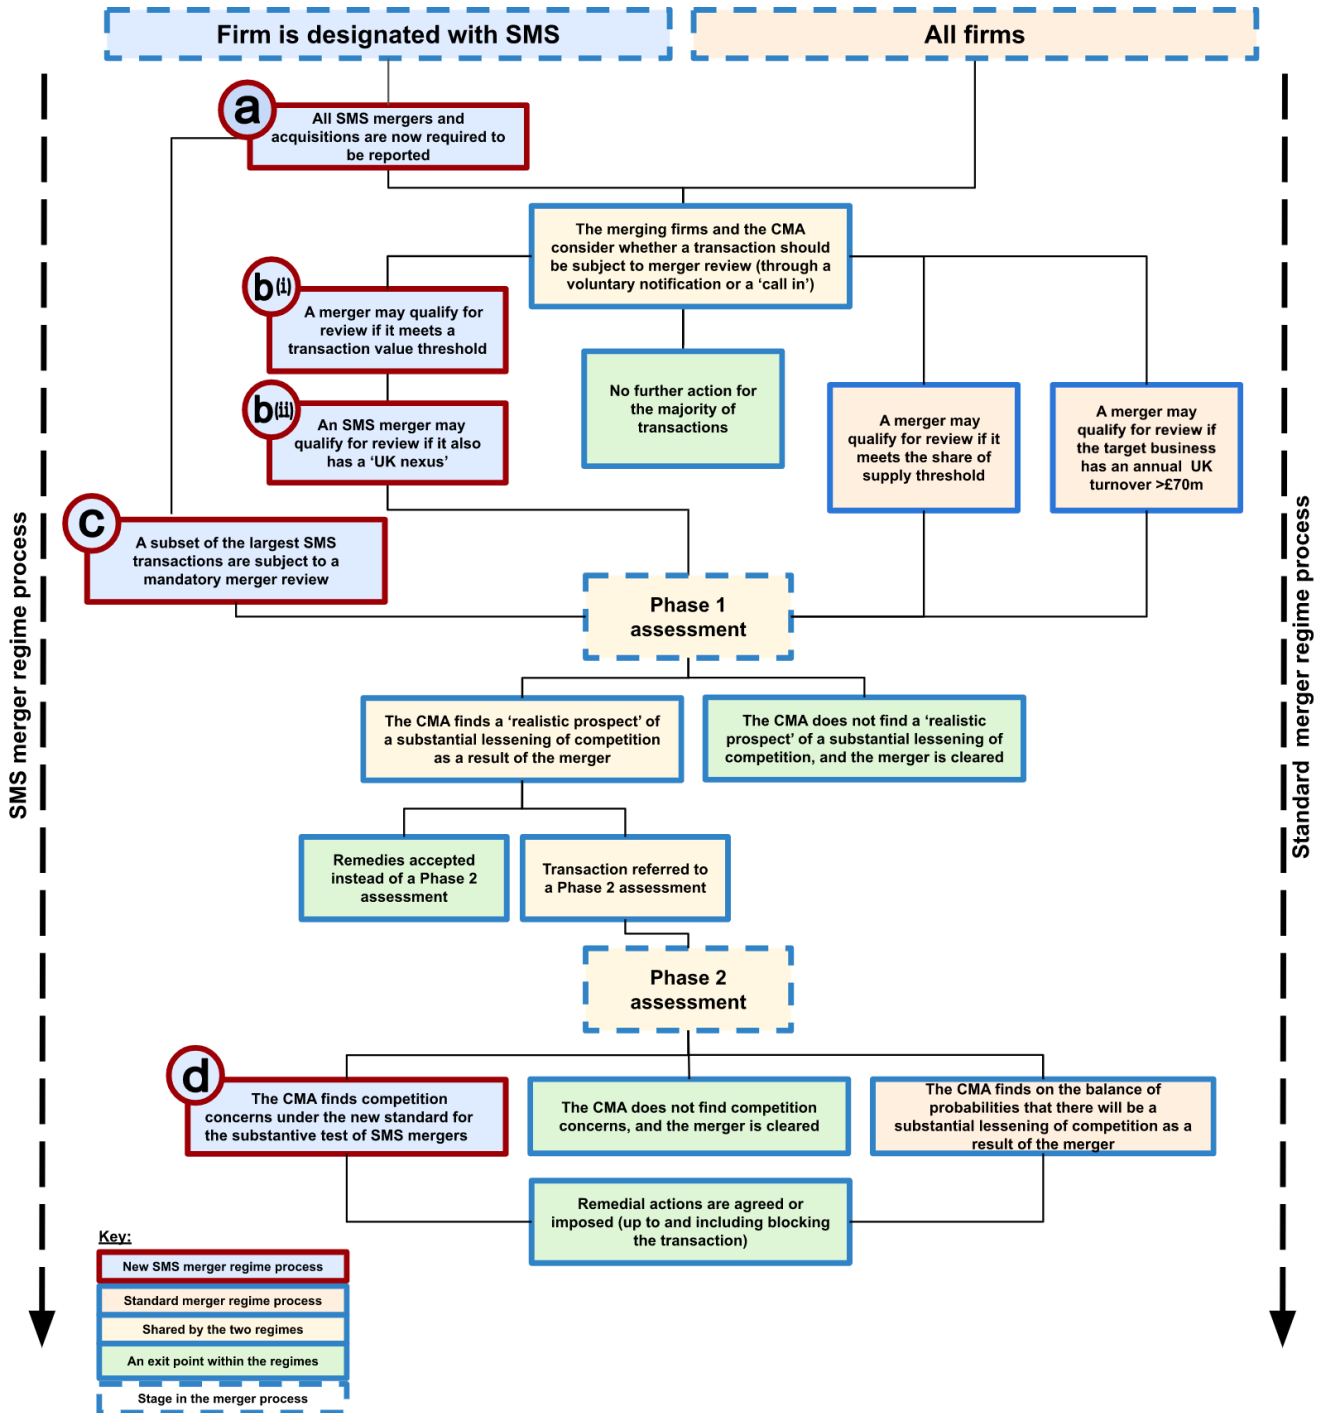 Firm is designated with SMS
All firms
a
All SMS mergers and
acquisitions are now required to
be reported
The merging firms and the CMA
consider whether a transaction should
be subject to merger review (through a
voluntary notification or a ‘call in’)
b(i)
A merger may qualify for
review if it meets a
transaction value threshold
b(ii)
An SMS merger may
qualify for review if it also
has a ‘UK nexus’
No further action for
the majority of
transactions
A merger may
qualify for review if it
meets the share of
supply threshold
A merger may
qualify for review if
the target business
has an annual UK
turnover >£70m
c
A subset of the largest SMS
transactions are subject to a
mandatory merger review
Phase 1
assessment
SMS merger regime process
Standard merger regime process
The CMA finds a ‘realistic prospect’ of
a substantial lessening of competition
as a result of the merger
The CMA does not find a ‘realistic
prospect’ of a substantial lessening of
competition, and the merger is cleared
Remedies accepted
instead of a Phase 2
assessment
Transaction referred to
a Phase 2 assessment
Phase 2
assessment
d
The CMA finds competition
concerns under the new standard for
the substantive test of SMS mergers
The CMA does not find competition
concerns, and the merger is cleared
The CMA finds on the balance of
probabilities that there will be a
substantial lessening of competition as a
result of the merger
Remedial actions are agreed or
imposed (up to and including blocking
the transaction)
Key:
New SMS merger regime process
Standard merger regime process
Shared by the two regimes
An exit point within the regimes
Stage in the merger process